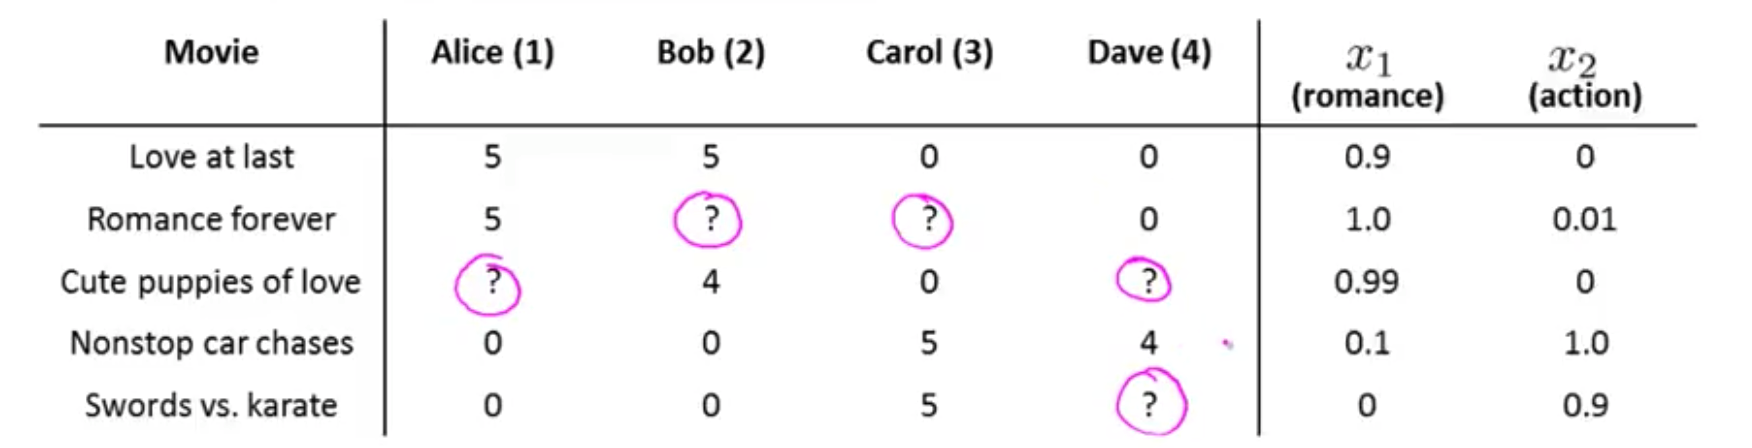 Movie Alice (1) Bob (2) Carol (3) Dave (4) x₁ (romance) x₂ (action)
Love at last 5 5 0 0 0.9 0
Romance forever 5 ? ? 0 1.0 0.01
Cute puppies of love ? 4 0 ? 0.99 0
Nonstop car chases 0 0 5 4 0.1 1.0
Swords vs. karate 0 0 5 ? 0 0.9